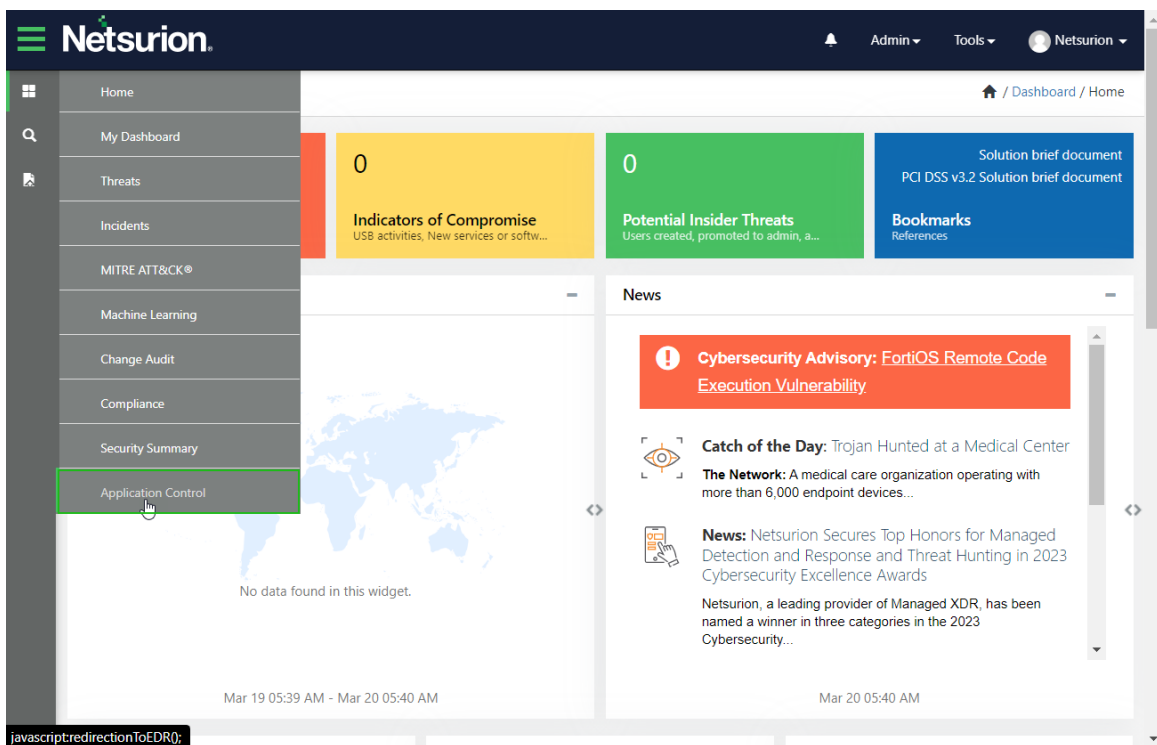 Netsurion.
Admin
Tools
Netsurion
Home
My Dashboard
Threats
Incidents
MITRE ATT&CK®
Machine Learning
Change Audit
Compliance
Security Summary
Application Control
/ Dashboard / Home
0
Indicators of Compromise
USB activities, New services or softw...
0
Potential Insider Threats
Users created, promoted to admin, a...
Solution brief document
PCI DSS v3.2 Solution brief document
Bookmarks
References
No data found in this widget.
Mar 19 05:39 AM - Mar 20 05:40 AM
News
Cybersecurity Advisory: FortiOS Remote Code
Execution Vulnerability
Catch of the Day: Trojan Hunted at a Medical Center
The Network: A medical care organization operating with
more than 6,000 endpoint devices...
News: Netsurion Secures Top Honors for Managed
Detection and Response and Threat Hunting in 2023
Cybersecurity Excellence Awards
Netsurion, a leading provider of Managed XDR, has been
named a winner in three categories in the 2023
Cybersecurity...
Mar 20 05:40 AM
javascript:redirectionToEDR();